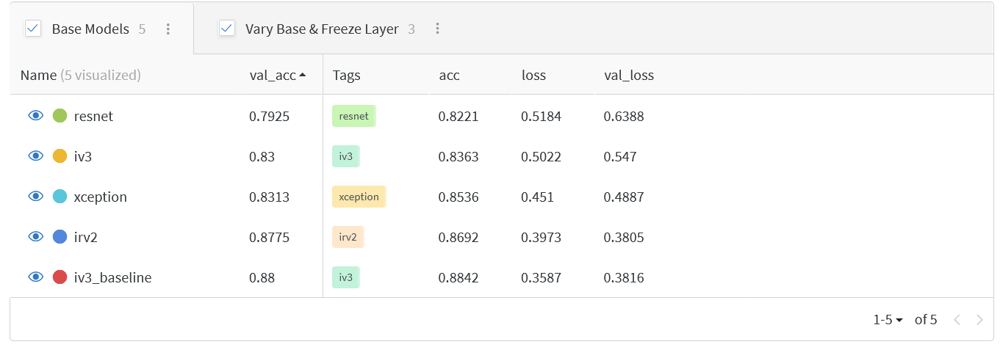 Base Models 5 Vary Base & Freeze Layer 3
Name (5 visualized) val_acc Tags acc loss val_loss
resnet 0.7925 resnet 0.8221 0.5184 0.6388
iv3 0.83 iv3 0.8363 0.5022 0.547
xception 0.8313 xception 0.8536 0.451 0.4887
irv2 0.8775 irv2 0.8692 0.3973 0.3805
iv3_baseline 0.88 iv3 0.8842 0.3587 0.3816
1-5 of 5